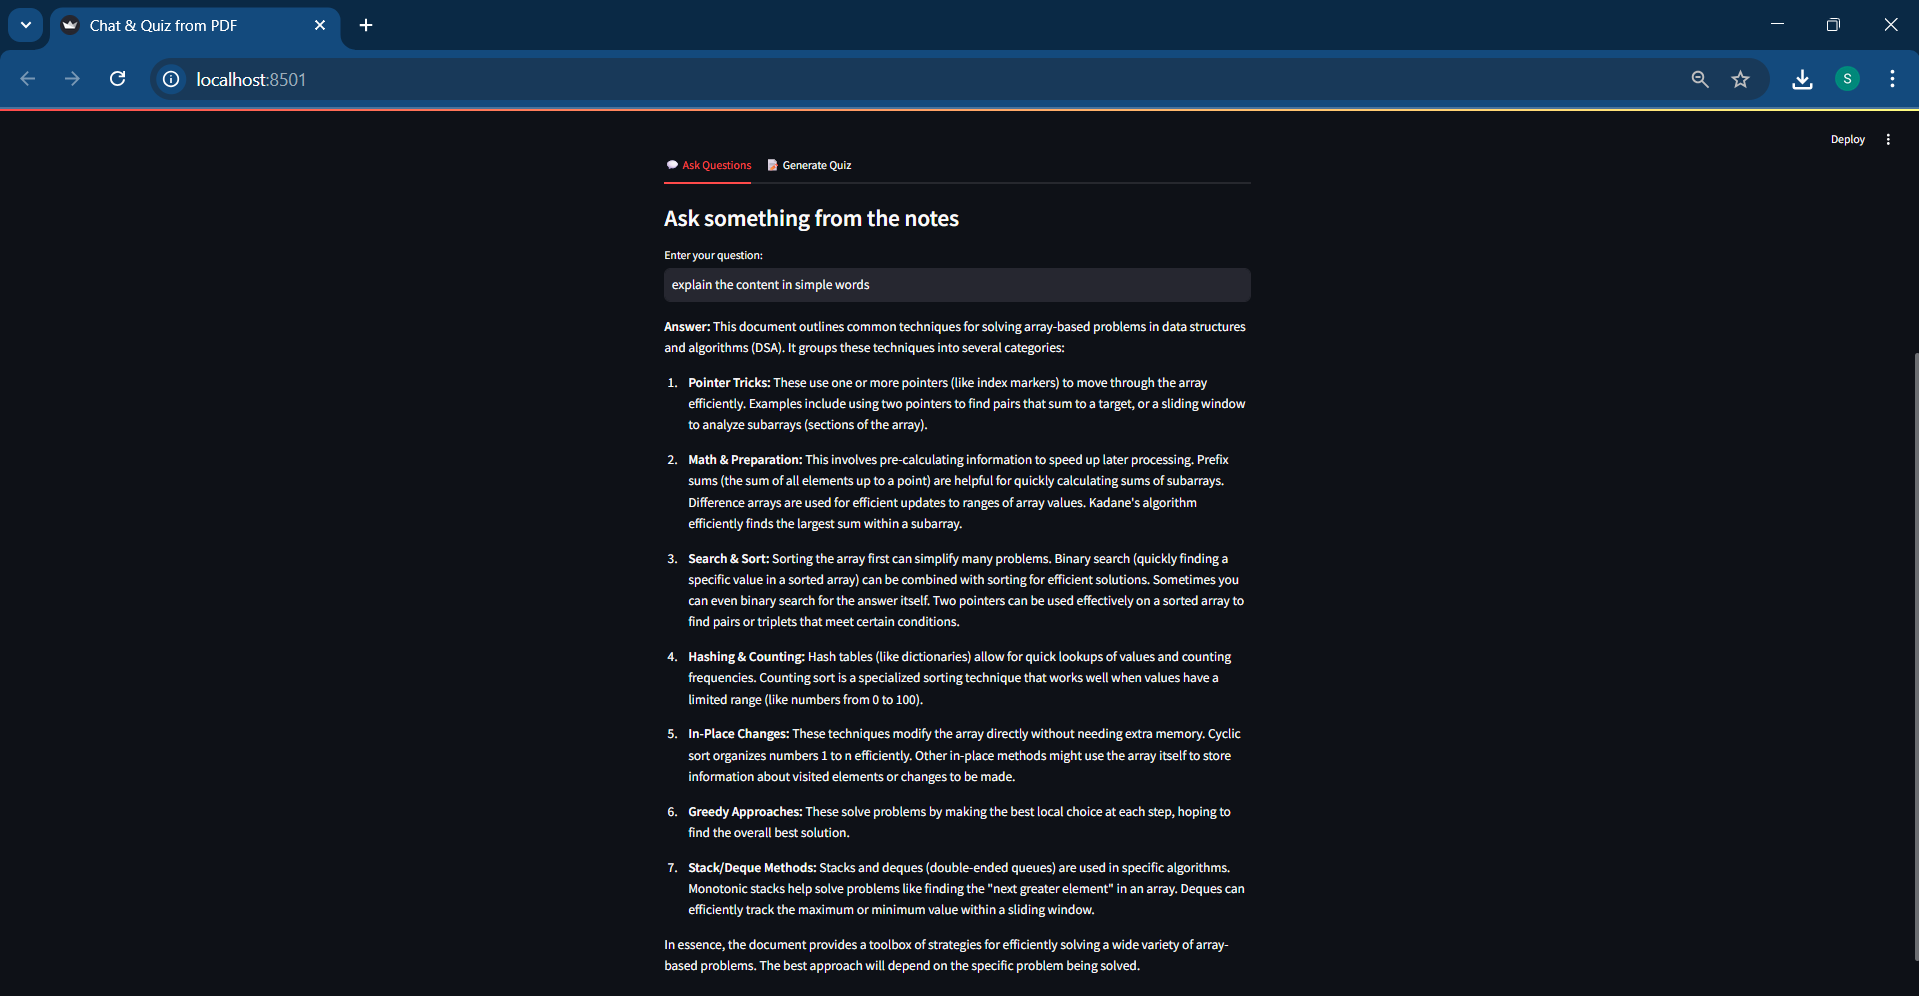 Chat & Quiz from PDF
localhost:8501
S
Deploy
Ask Questions Generate Quiz
Ask something from the notes
Enter your question:
explain the content in simple words
Answer: This document outlines common techniques for solving array-based problems in data structures
and algorithms (DSA). It groups these techniques into several categories:
1. Pointer Tricks: These use one or more pointers (like index markers) to move through the array
efficiently. Examples include using two pointers to find pairs that sum to a target, or a sliding window
to analyze subarrays (sections of the array).
2. Math & Preparation: This involves pre-calculating information to speed up later processing. Prefix
sums (the sum of all elements up to a point) are helpful for quickly calculating sums of subarrays.
Difference arrays are used for efficient updates to ranges of array values. Kadane's algorithm
efficiently finds the largest sum within a subarray.
3. Search & Sort: Sorting the array first can simplify many problems. Binary search (quickly finding a
specific value in a sorted array) can be combined with sorting for efficient solutions. Sometimes you
can even binary search for the answer itself. Two pointers can be used effectively on a sorted array to
find pairs or triplets that meet certain conditions.
4. Hashing & Counting: Hash tables (like dictionaries) allow for quick lookups of values and counting
frequencies. Counting sort is a specialized sorting technique that works well when values have a
limited range (like numbers from 0 to 100).
5. In-Place Changes: These techniques modify the array directly without needing extra memory. Cyclic
sort organizes numbers 1 to n efficiently. Other in-place methods might use the array itself to store
information about visited elements or changes to be made.
6. Greedy Approaches: These solve problems by making the best local choice at each step, hoping to
find the overall best solution.
7. Stack/Deque Methods: Stacks and deques (double-ended queues) are used in specific algorithms.
Monotonic stacks help solve problems like finding the "next greater element" in an array. Deques can
efficiently track the maximum or minimum value within a sliding window.
In essence, the document provides a toolbox of strategies for efficiently solving a wide variety of array-
based problems. The best approach will depend on the specific problem being solved.